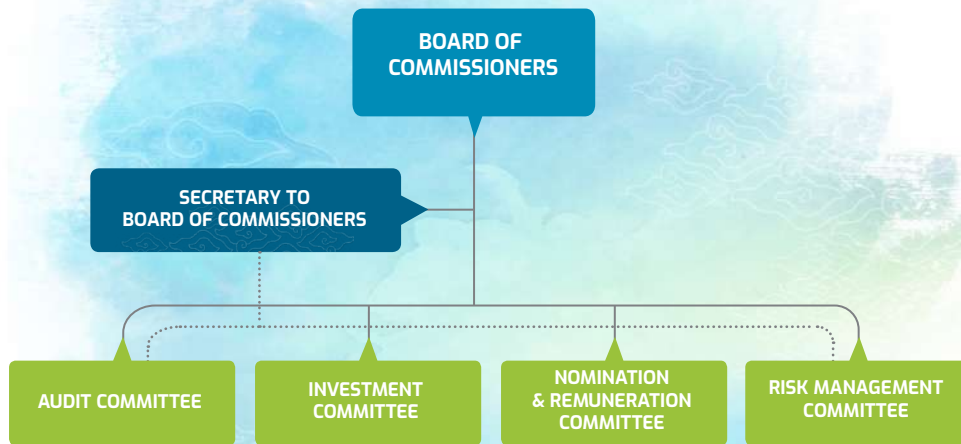 BOARD OF
COMMISSIONERS
SECRETARY TO
BOARD OF COMMISSIONERS
AUDIT COMMITTEE
INVESTMENT
COMMITTEE
NOMINATION
& REMUNERATION
COMMITTEE
RISK MANAGEMENT
COMMITTEE